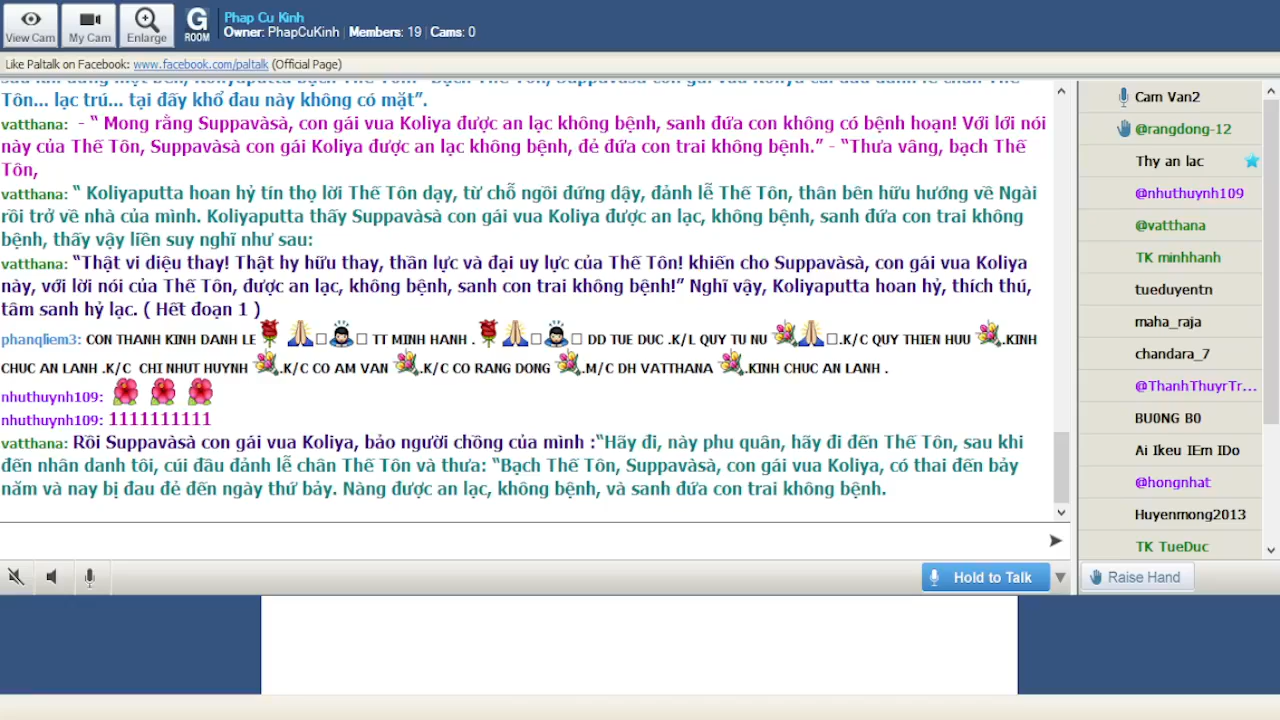 View Cam
My Cam
Enlarge
G
ROOM
Phap Cu Kinh
Owner: PhapCuKinh | Members: 19 | Cams: 0
Like Paltalk on Facebook: www.facebook.com/paltalk (Official Page)
Tôn... lạc trú... tại đấy khổ đau này không có mặt”.
vatthana: - “ Mong rằng Suppavàsà, con gái vua Koliya được an lạc không bệnh, sanh đứa con không có bệnh hoạn! Với lới nói
này của Thế Tôn, Suppavàsà con gái Koliya được an lạc không bệnh, đẻ đứa con trai không bệnh.” - “Thưa vâng, bạch Thế
Tôn,
vatthana: “ Koliyaputta hoan hỷ tín thọ lời Thế Tôn dạy, từ chỗ ngồi đứng dậy, đảnh lễ Thế Tôn, thân bên hữu hướng về Ngài
rồi trở về nhà của mình. Koliyaputta thấy Suppavàsà con gái vua Koliya được an lạc, không bệnh, sanh đứa con trai không
bệnh, thấy vậy liền suy nghĩ như sau:
vatthana: “Thật vi diệu thay! Thật hy hữu thay, thần lực và đại uy lực của Thế Tôn! khiến cho Suppavàsà, con gái vua Koliya
này, với lời nói của Thế Tôn, được an lạc, không bệnh, sanh con trai không bệnh!” Nghĩ vậy, Koliyaputta hoan hỷ, thích thú,
tâm sanh hỷ lạc. ( Hết đoạn 1 )
phanqliem3: CON THANH KINH DANH LE TT MINH HANH . DD TUE DUC .K/L QUY TU NU .K/C QUY THIEN HUU .KINH
CHUC AN LANH .K/C CHI NHUT HUYNH .K/C CO AM VAN .K/C CO RANG DONG .M/C DH VATTHANA .KINH CHUC AN LANH .
nhuthuynh109:
nhuthuynh109: 1111111111
vatthana: Rồi Suppavàsà con gái vua Koliya, bảo người chồng của mình :“Hãy đi, này phu quân, hãy đi đến Thế Tôn, sau khi
đến nhân danh tôi, cúi đầu đảnh lễ chân Thế Tôn và thưa: “Bạch Thế Tôn, Suppavàsà, con gái vua Koliya, có thai đến bảy
năm và nay bị đau đẻ đến ngày thứ bảy. Nàng được an lạc, không bệnh, và sanh đứa con trai không bệnh.
Hold to Talk
Cam Van2
@rangdong-12
Thy an lac
@nhuthuynh109
@vatthana
TK minhhanh
tueduyentn
maha_raja
chandara_7
@ThanhThuyrTr...
BU0NG B0
Ai Ikeu IEm IDo
@hongnhat
Huyenmong2013
TK TueDuc
Raise Hand